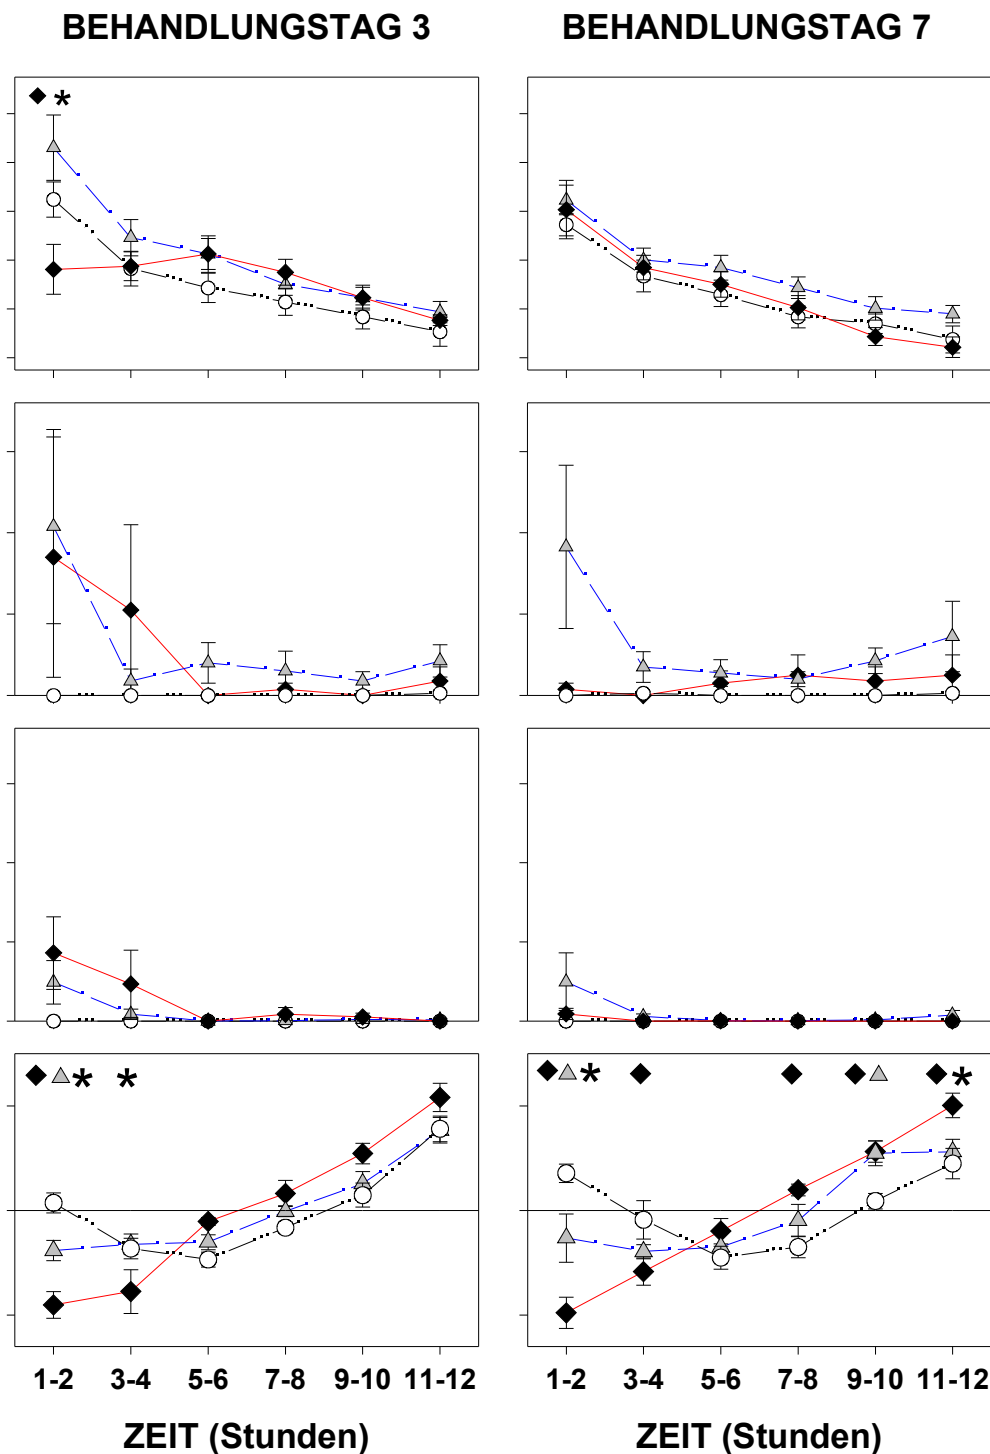 BEHANDLUNGSTAG 3 BEHANDLUNGSTAG 7
*
* * * *
1-2 3-4 5-6 7-8 9-10 11-12 1-2 3-4 5-6 7-8 9-10 11-12
ZEIT (Stunden) ZEIT (Stunden)